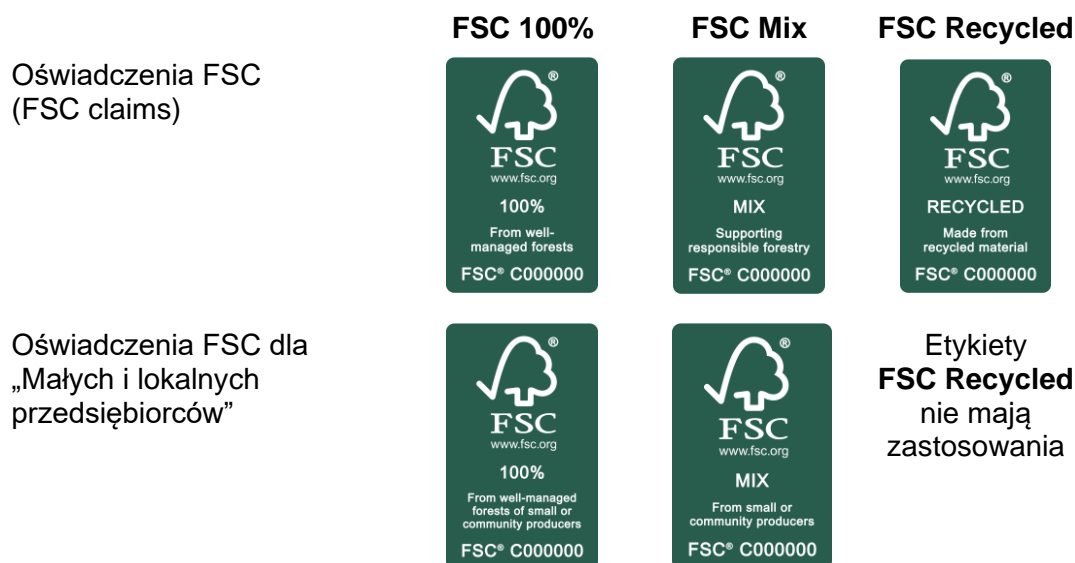 FSC 100%
FSC Mix
FSC Recycled
Oświadczenia FSC
(FSC claims)
®
FSC
www.fsc.org
100%
From well-
managed forests
FSC® C000000
®
FSC
www.fsc.org
MIX
Supporting
responsible forestry
FSC® C000000
®
FSC
www.fsc.org
RECYCLED
Made from
recycled material
FSC® C000000
Oświadczenia FSC dla
„Małych i lokalnych
przedsiębiorców”
®
FSC
www.fsc.org
100%
From well-managed
forests of small or
community producers
FSC® C000000
®
FSC
www.fsc.org
MIX
From small or
community producers
FSC® C000000
Etykiety
FSC Recycled
nie mają
zastosowania